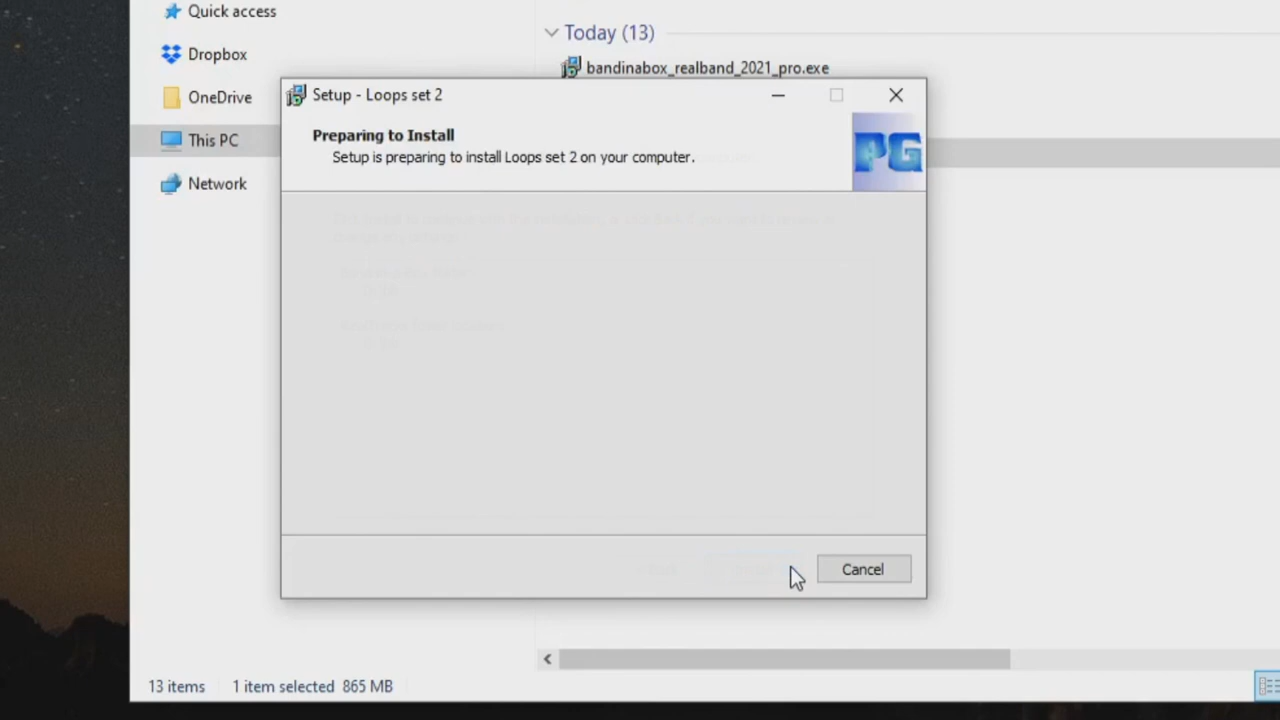 Quick access
Today (13)
Dropbox
bandinabox_realband_2021_pro.exe
OneDrive
Setup - Loops set 2
Preparing to Install
This PC
Setup is preparing to install Loops set 2 on your computer.
PG
Network
Cancel
13 items
1 item selected 865 MB